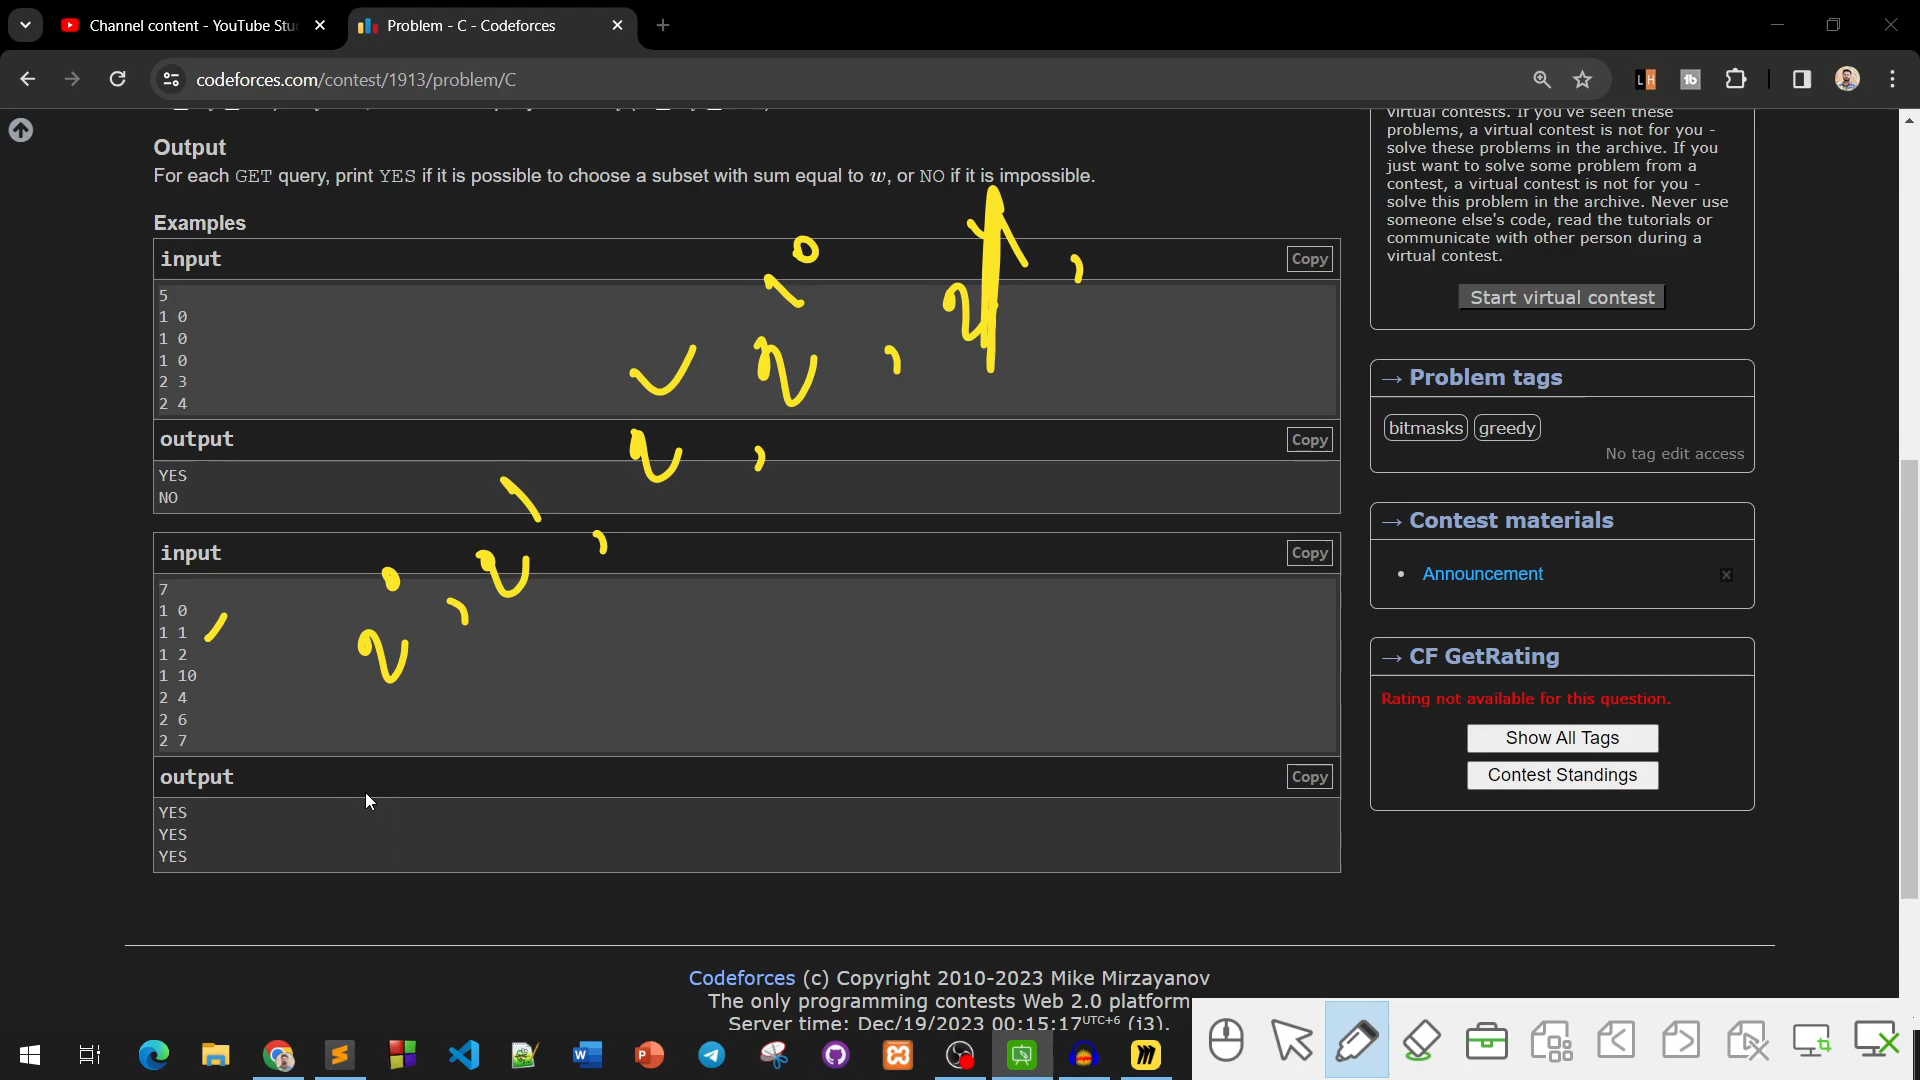 Channel content - YouTube Stu
Problem - C - Codeforces
codeforces.com/contest/1913/problem/C
Output
For each GET query, print YES if it is possible to choose a subset with sum equal to w, or NO if it is impossible.
Examples
input
Copy
5
1 0
1 0
1 0
2 3
2 4
output
Copy
YES
NO
input
Copy
7
1 0
1 1
1 2
1 10
2 4
2 6
2 7
output
Copy
YES
YES
YES
virtual contests. If you've seen these
problems, a virtual contest is not for you -
solve these problems in the archive. If you
just want to solve some problem from a
contest, a virtual contest is not for you -
solve this problem in the archive. Never use
someone else's code, read the tutorials or
communicate with other person during a
virtual contest.
Start virtual contest
→ Problem tags
bitmasks greedy
No tag edit access
→ Contest materials
Announcement
→ CF GetRating
Rating not available for this question.
Show All Tags
Contest Standings
Codeforces (c) Copyright 2010-2023 Mike Mirzayanov
The only programming contests Web 2.0 platform
Server time: Dec/19/2023 00:15:17 UTC+6 (i3).